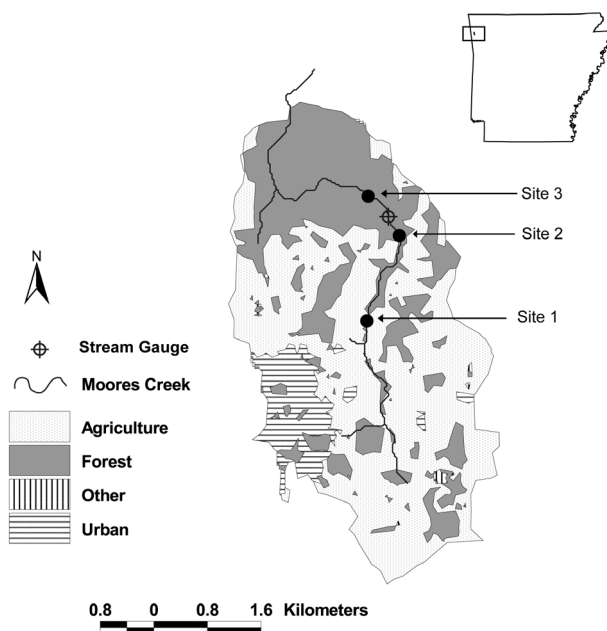 Site 3
Site 2
Site 1
N
Stream Gauge
Moores Creek
Agriculture
Forest
Other
Urban
0.8 0 0.8 1.6 Kilometers